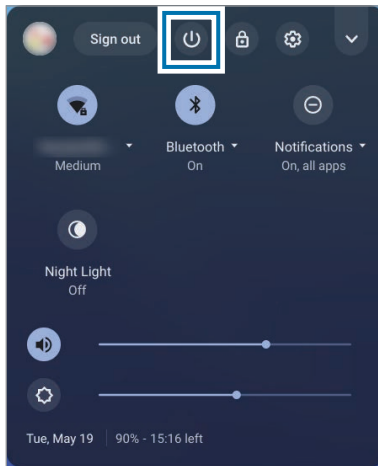 Sign out
Bluetooth
Notifications
Medium
On
On, all apps
Night Light
Off
Tue, May 19
90% - 15:16 left